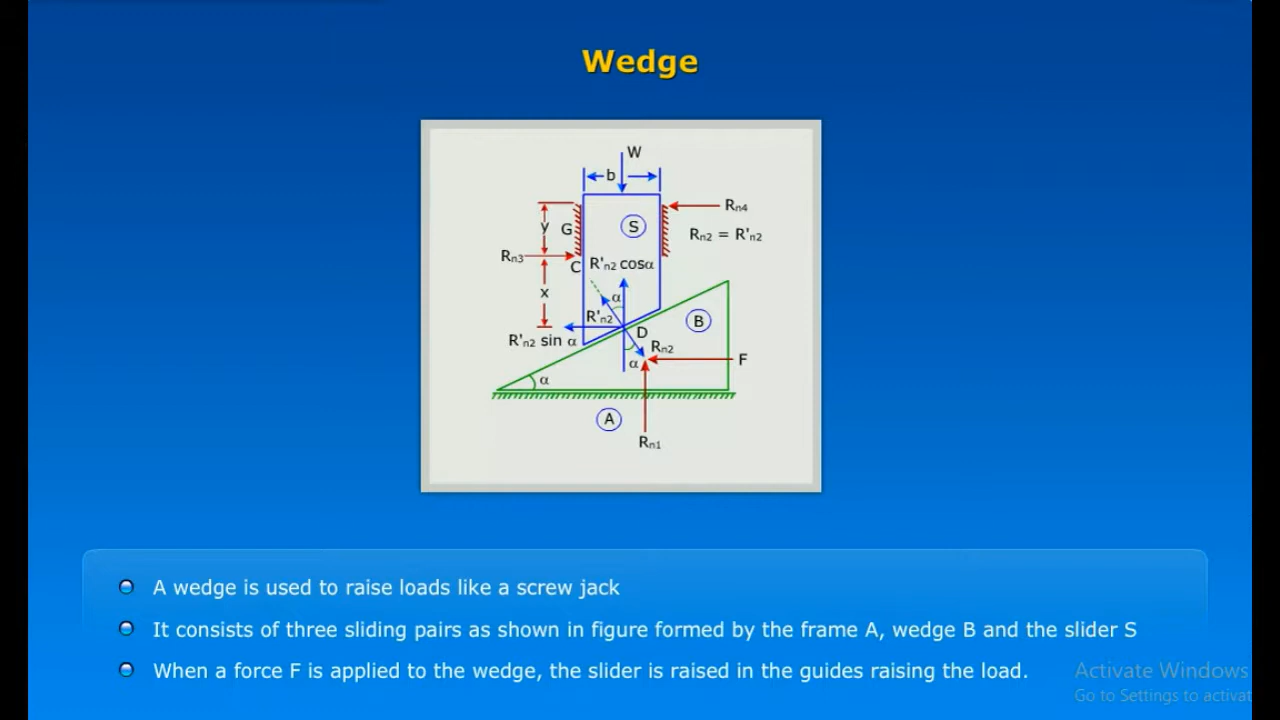 Wedge
W
b
Rn4
y
G
S
Rn2 = R'n2
Rn3
C
R'n2 cosα
x
α
R'n2
B
D
R'n2 sin α
Rn2
α
F
α
A
Rn1
A wedge is used to raise loads like a screw jack
It consists of three sliding pairs as shown in figure formed by the frame A, wedge B and the slider S
When a force F is applied to the wedge, the slider is raised in the guides raising the load.
Activate Windows
Go to Settings to activat